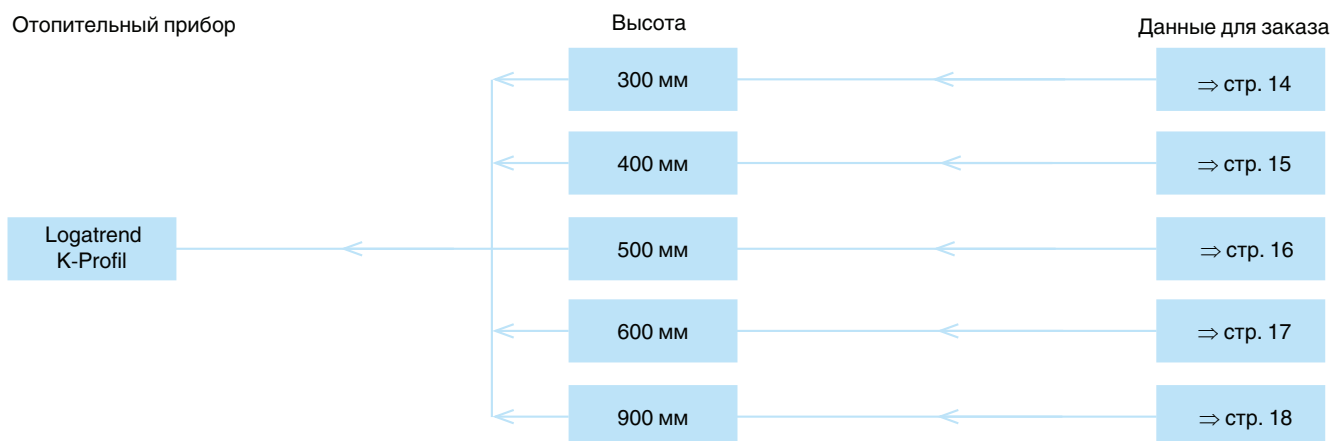 Отопительный прибор
Высота
Данные для заказа
300 мм
⇒ стр. 14
400 мм
⇒ стр. 15
Logatrend
K-Profil
500 мм
⇒ стр. 16
600 мм
⇒ стр. 17
900 мм
⇒ стр. 18